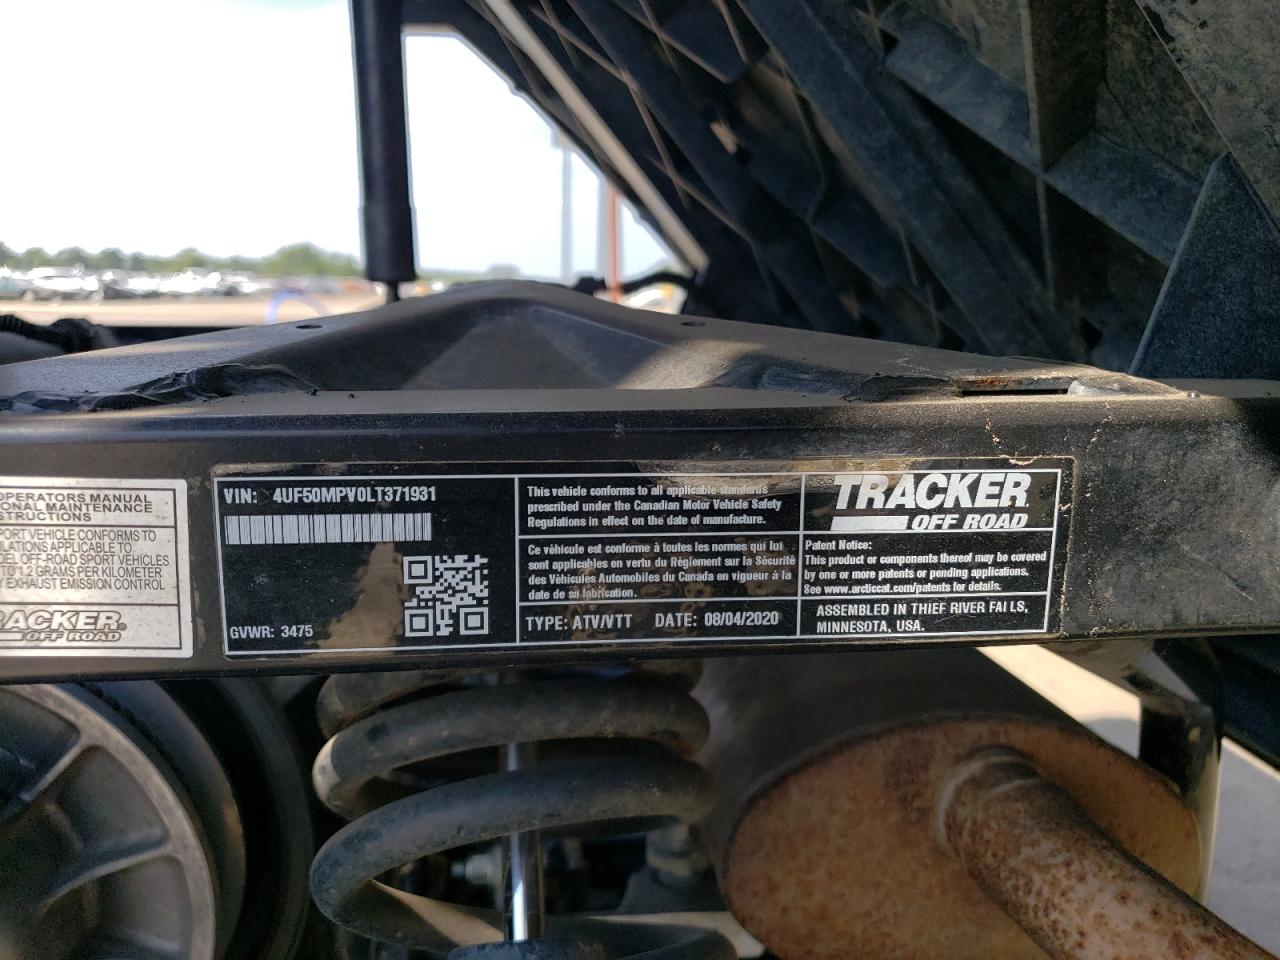 OPERATORS MANUAL
IONAL MAINTENANCE
STRUCTIONS
PORT VEHICLE CONFORMS TO
APPLICABLE TO
DEL OFF-ROAD SPORT VEHICLES
TO 1.2 GRAMS PER KILOMETER
Y EXHAUST EMISSION CONTROL
RACKER®
OFF ROAD
VIN: 4UF50MPV0LT371931
GVWR: 3475
This vehicle conforms to all applicable standards
prescribed under the Canadian Motor Vehicle Safety
Regulations in effect on the date of manufacture.
Ce véhicule est conforme à toutes les normes qui lui
sont applicables en vertu du Règlement sur la Sécurité
des Véhicules Automobiles du Canada en vigueur à la
date de sa fabrication.
TYPE: ATV/VTT DATE: 08/04/2020
TRACKER
OFF ROAD
Patent Notice:
This product or components thereof may be covered
by one or more patents or pending applications.
See www.arcticcat.com/patents for details.
ASSEMBLED IN THIEF RIVER FALLS,
MINNESOTA, USA.